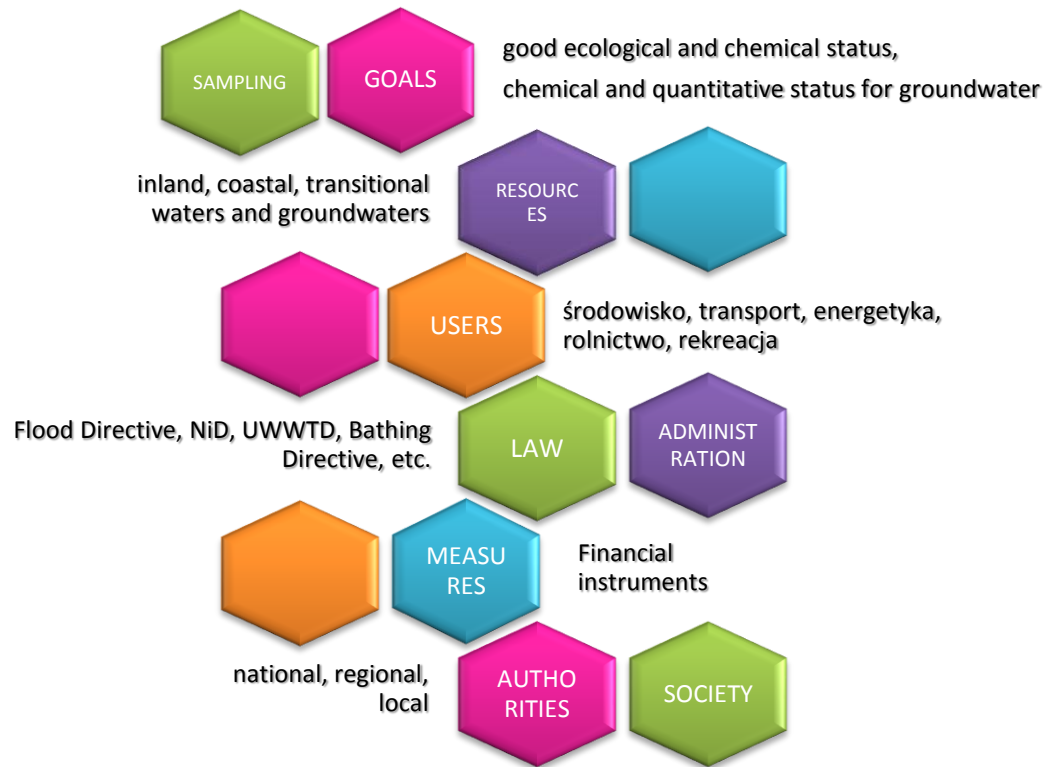 SAMPLING
GOALS
good ecological and chemical status,
chemical and quantitative status for groundwater
inland, coastal, transitional
waters and groundwaters
RESOURC
ES
USERS
środowisko, transport, energetyka,
rolnictwo, rekreacja
Flood Directive, NiD, UWWTD, Bathing
Directive, etc.
LAW
ADMINIST
RATION
MEASU
RES
Financial
instruments
national, regional,
local
AUTHO
RITIES
SOCIETY